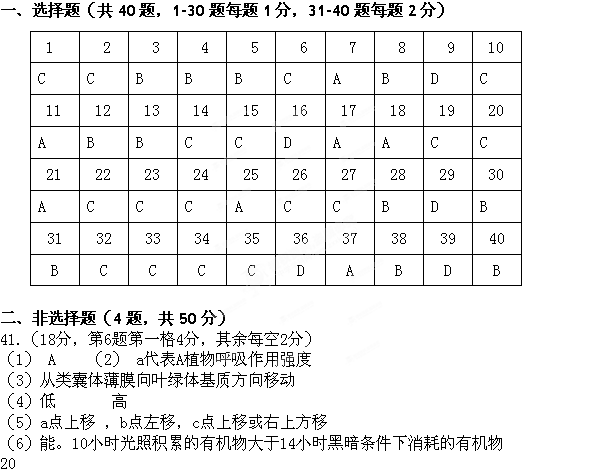 一、选择题（共 40 题，1-30 题每题 1 分，31-40 题每题 2 分）
1 2 3 4 5 6 7 8 9 10
C C B B B C A B D C
11 12 13 14 15 16 17 18 19 20
A B B C C D A A C C
21 22 23 24 25 26 27 28 29 30
A C C C A C C B D B
31 32 33 34 35 36 37 38 39 40
B C C C C D A B D B
二、非选择题（4 题，共 50 分）
41.（18分，第6题第一格4分，其余每空2分）
（1） A （2） a代表A植物呼吸作用强度
（3）从类囊体薄膜向叶绿体基质方向移动
（4）低 高
（5）a点上移 ，b点左移，c点上移或右上方移
（6）能。10小时光照积累的有机物大于14小时黑暗条件下消耗的有机物
20